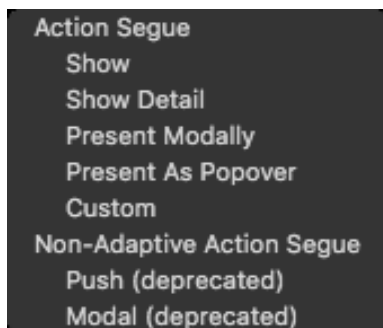 Action Segue
Show
Show Detail
Present Modally
Present As Popover
Custom
Non-Adaptive Action Segue
Push (deprecated)
Modal (deprecated)